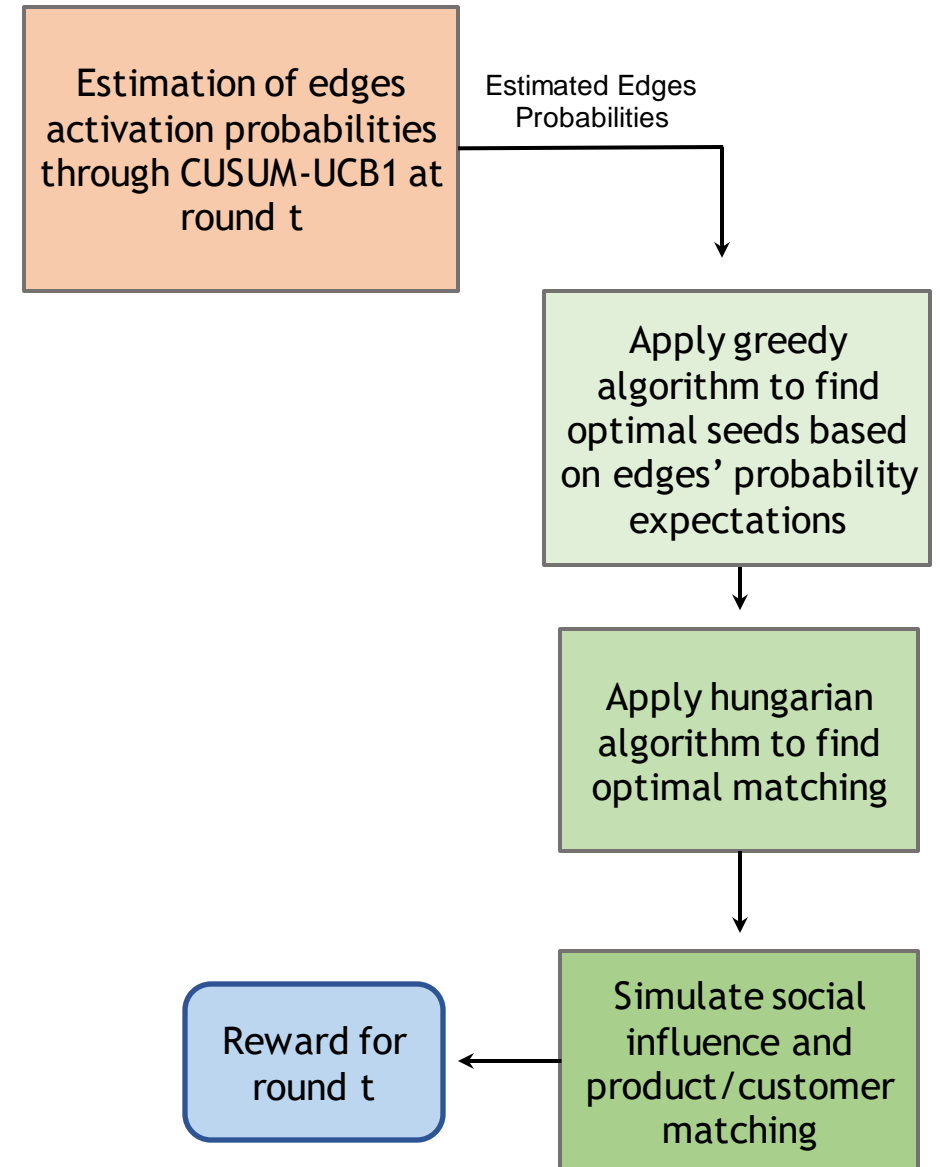 Estimation of edges
activation probabilities
through CUSUM-UCB1 at
round t
Estimated Edges
Probabilities
Apply greedy
algorithm to find
optimal seeds based
on edges’ probability
expectations
Apply hungarian
algorithm to find
optimal matching
Simulate social
influence and
product/customer
matching
Reward for
round t